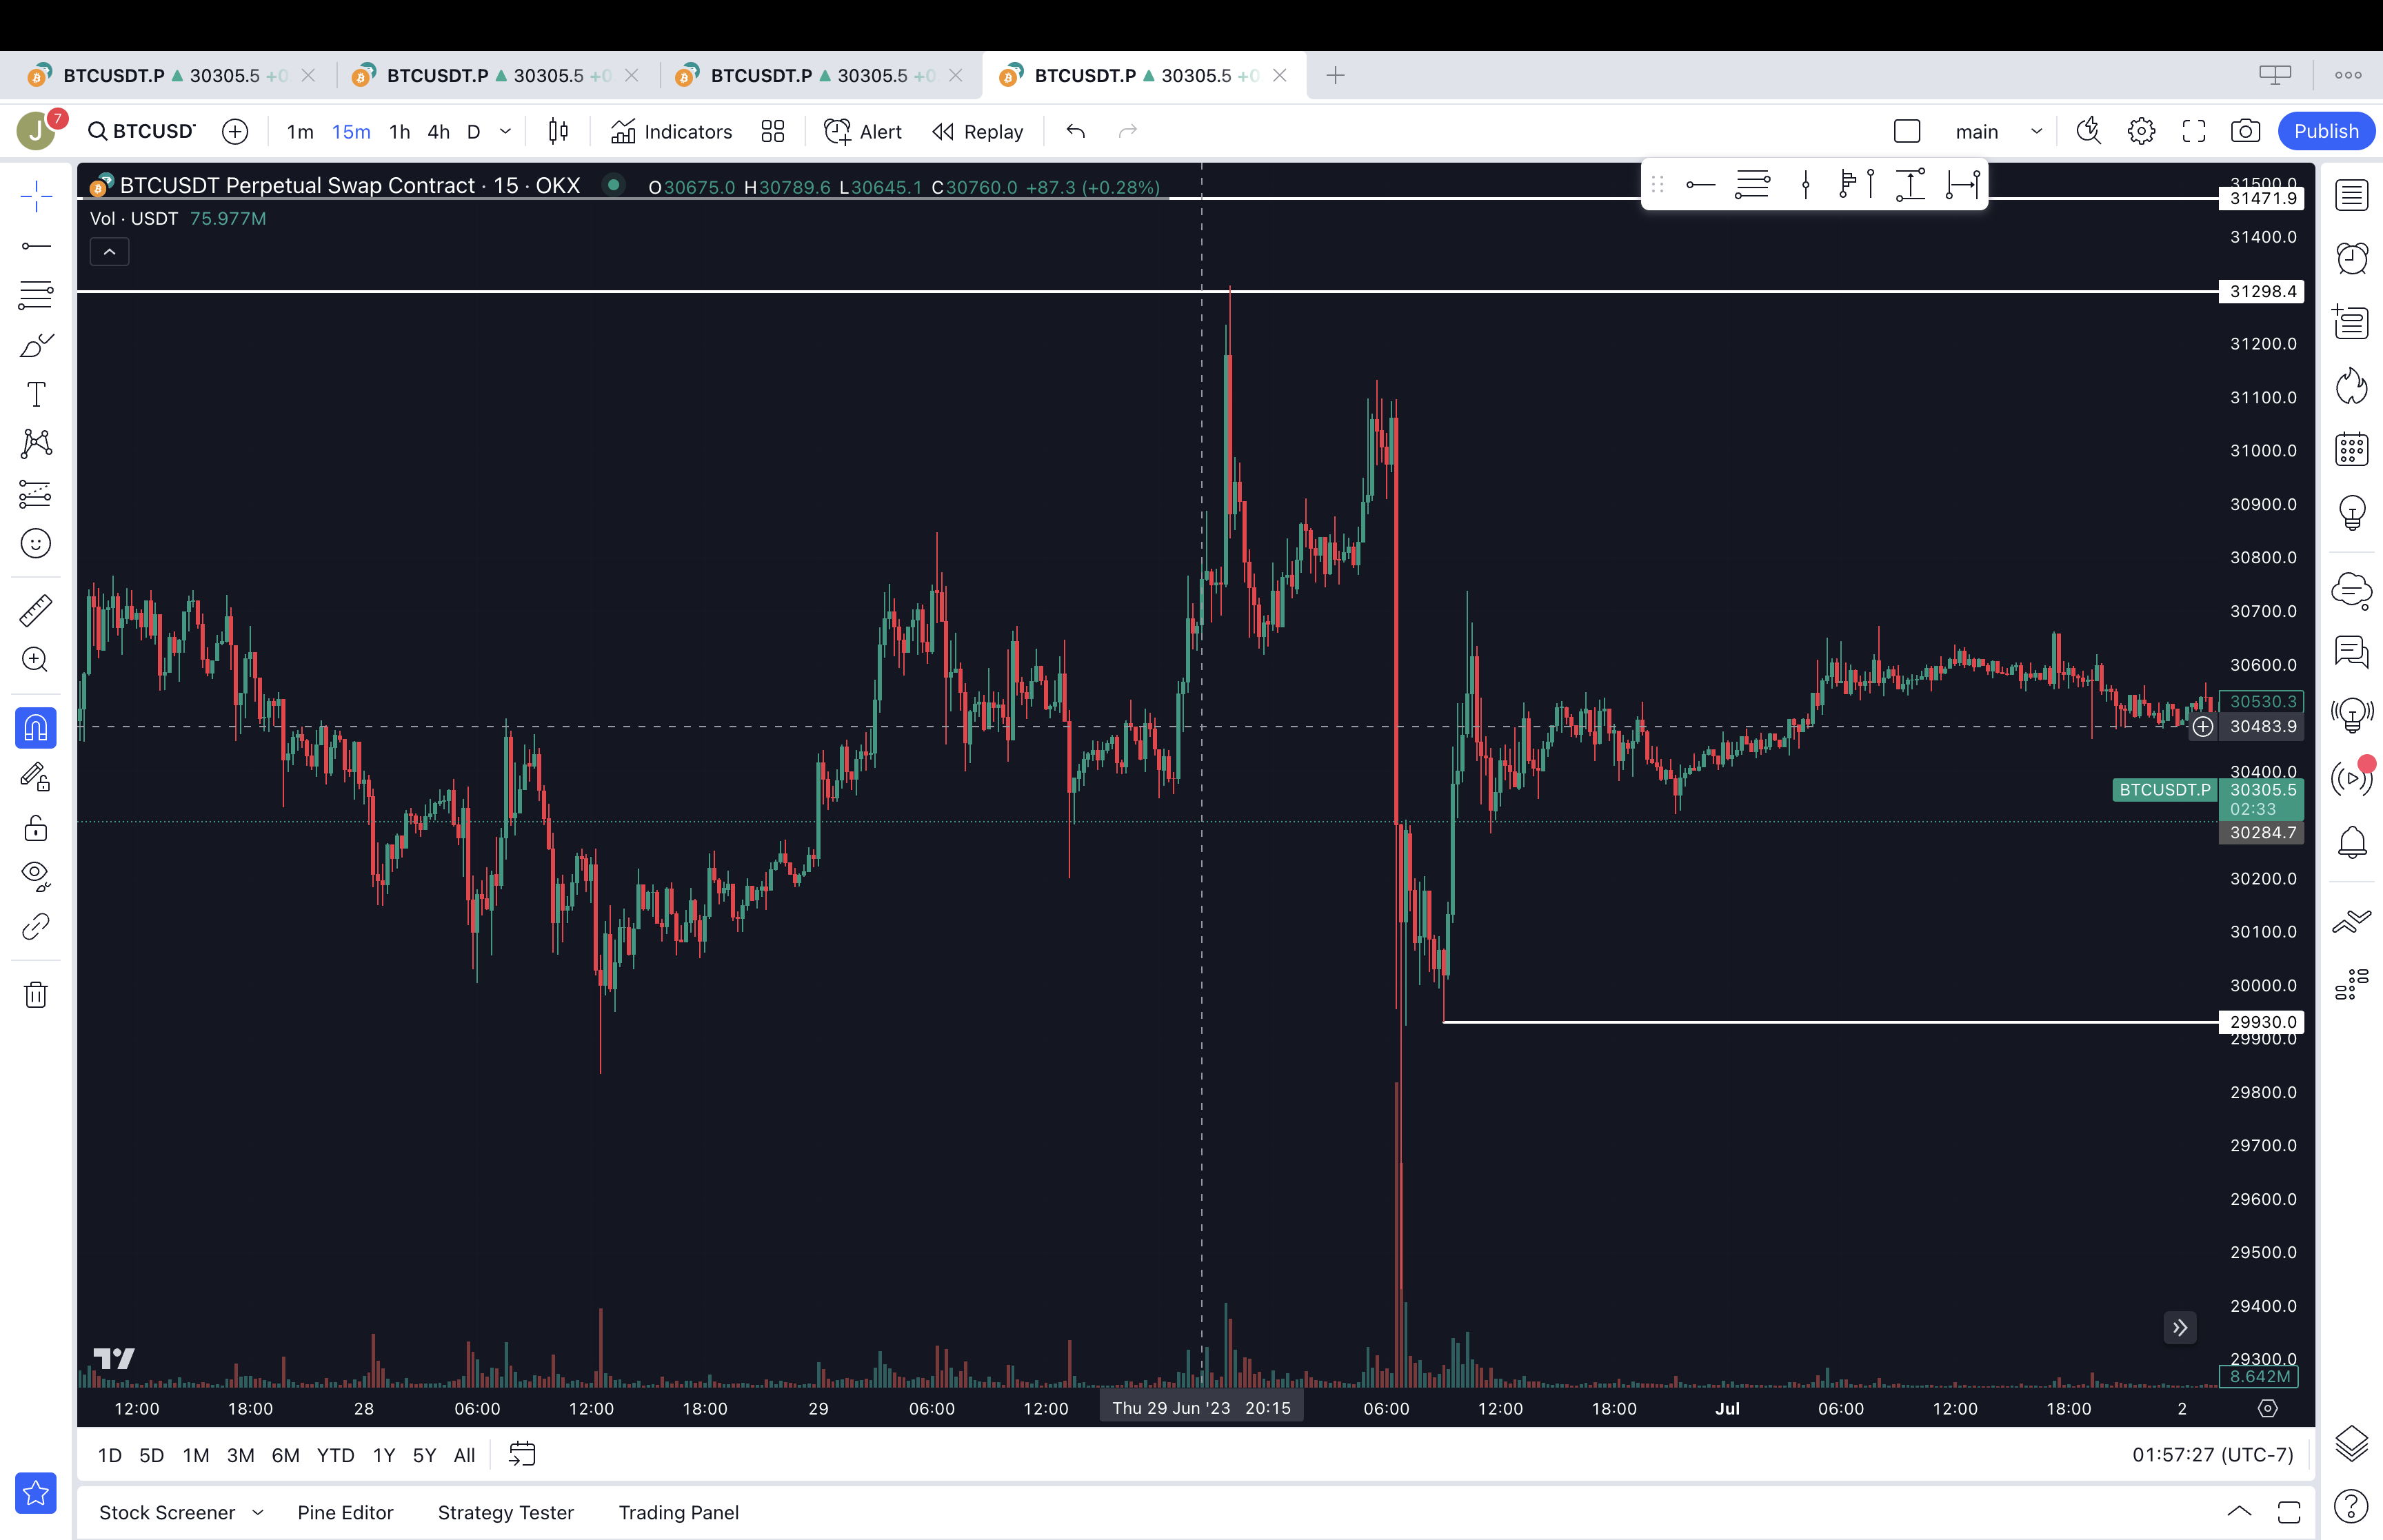 BTCUSDT.P ▲ 30305.5 +0
BTCUSDT.P ▲ 30305.5 +0
BTCUSDT.P ▲ 30305.5 +0
BTCUSDT.P ▲ 30305.5 +0
J 7 BTCUSDT 1m 15m 1h 4h D Indicators Alert Replay main Publish
BTCUSDT Perpetual Swap Contract · 15 · OKX O30675.0 H30789.6 L30645.1 C30760.0 +87.3 (+0.28%)
Vol · USDT 75.977M
31500.0
31471.9
31400.0
31298.4
31200.0
31100.0
31000.0
30900.0
30800.0
30700.0
30600.0
30530.3
30483.9
30400.0
BTCUSDT.P 30305.5
02:33
30284.7
30200.0
30100.0
30000.0
29930.0
29900.0
29800.0
29700.0
29600.0
29500.0
29400.0
29300.0
8.642M
12:00 18:00 28 06:00 12:00 18:00 29 06:00 12:00 Thu 29 Jun '23 20:15 06:00 12:00 18:00 Jul 06:00 12:00 18:00 2
1D 5D 1M 3M 6M YTD 1Y 5Y All 01:57:27 (UTC-7)
Stock Screener Pine Editor Strategy Tester Trading Panel